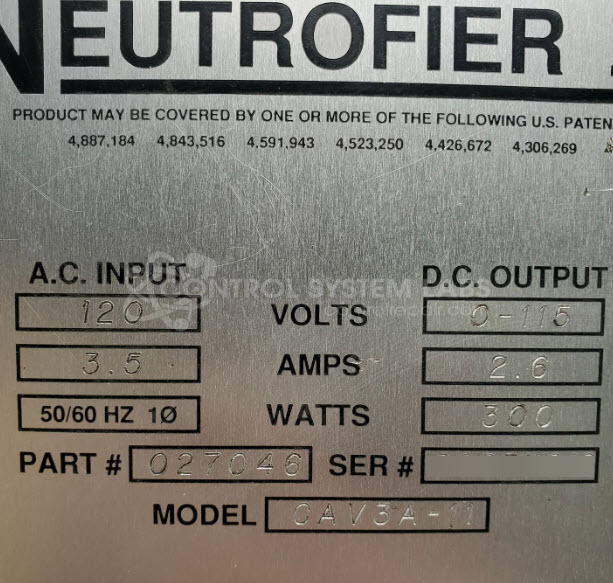 NEUTROFIER
PRODUCT MAY BE COVERED BY ONE OR MORE OF THE FOLLOWING U.S. PATEN
4,887,184 4,843,516 4,591,943 4,523,250 4,426,672 4,306,269
A.C. INPUT D.C. OUTPUT
CONTROL SYSTEM LABS
120 VOLTS 0-115
3.5 AMPS 2.6
50/60 HZ 1Ø WATTS 300
PART # 027046 SER #
MODEL CAV3A-11